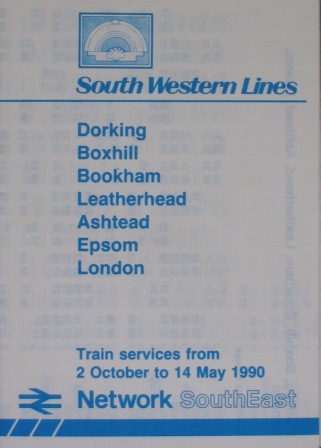 South Western Lines
Dorking
Boxhill
Bookham
Leatherhead
Ashtead
Epsom
London
Train services from
2 October to 14 May 1990
Network SouthEast